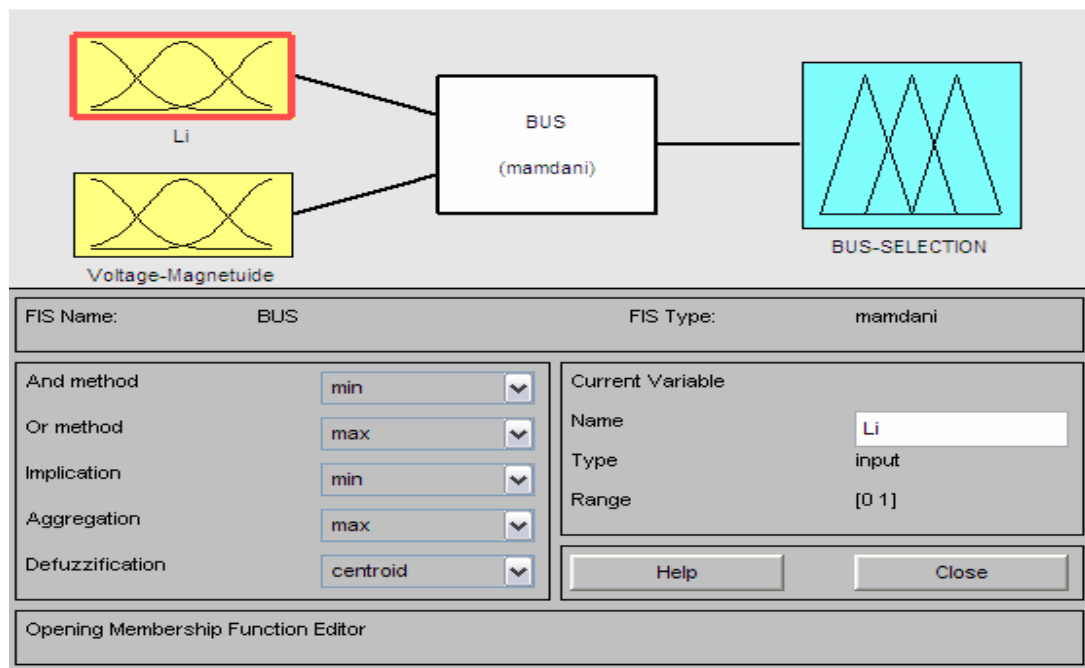 Li
BUS
(mamdani)
Voltage-Magnetuide
BUS-SELECTION
FIS Name: BUS FIS Type: mamdani
And method min
Or method max
Implication min
Aggregation max
Defuzzification centroid
Current Variable
Name Li
Type input
Range [0 1]
Help Close
Opening Membership Function Editor